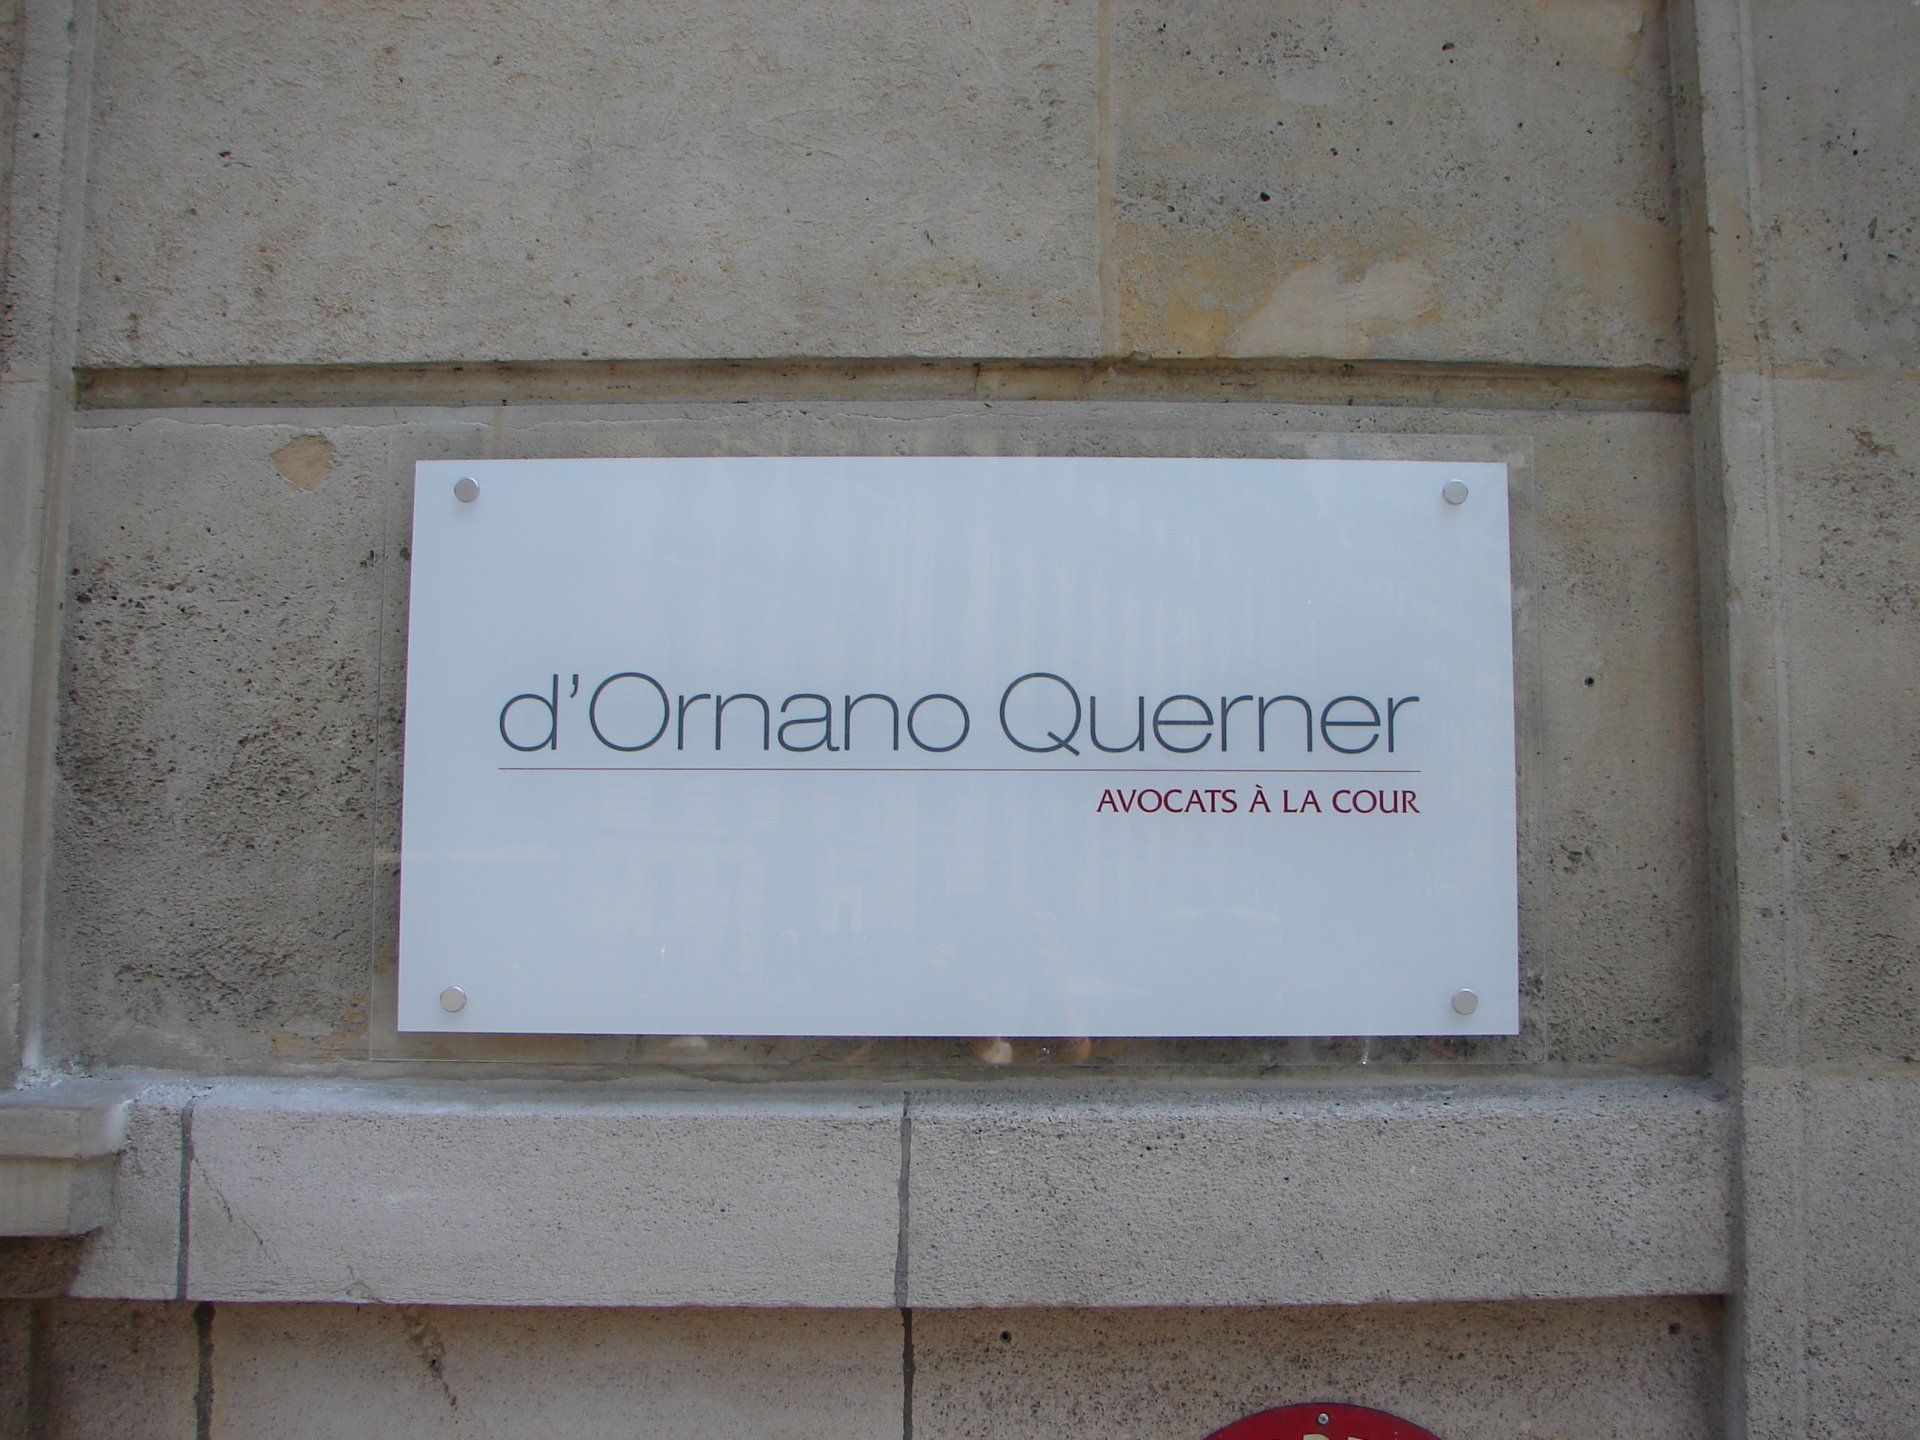 d'Ornano Querner
AVOCATS À LA COUR